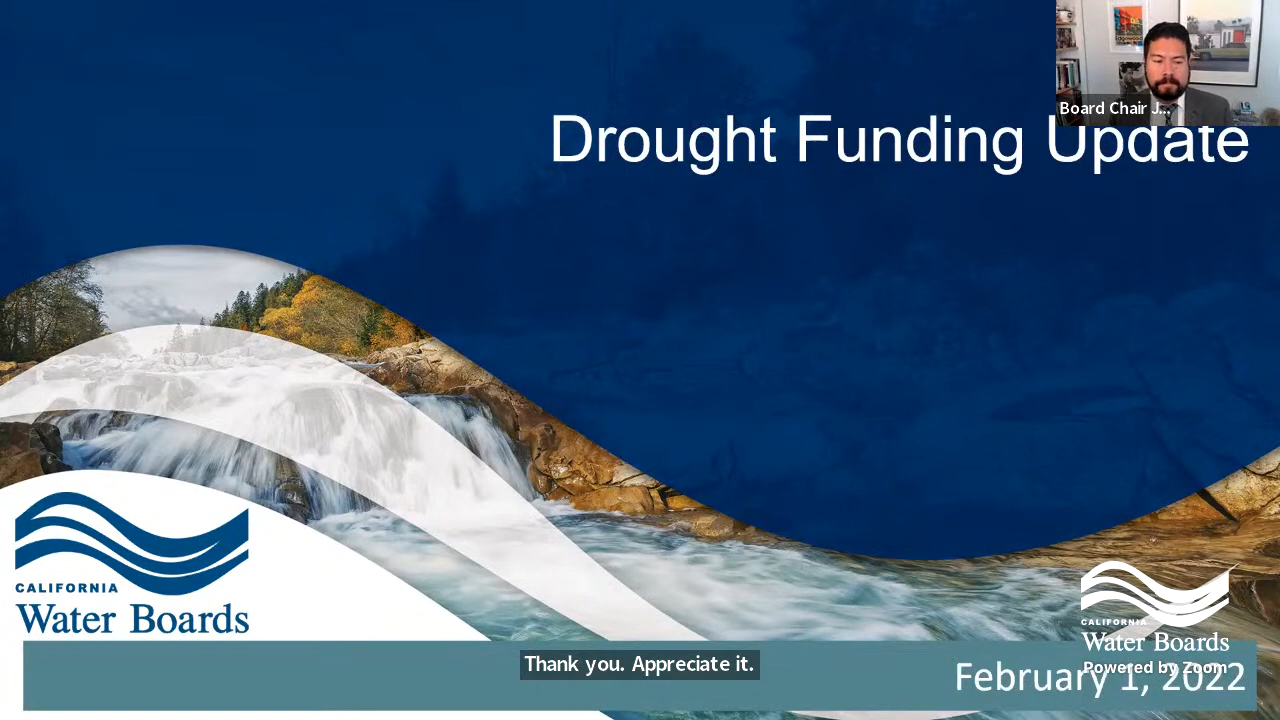 Board Chair J...
Drought Funding Update
CALIFORNIA
Water Boards
CALIFORNIA
Water Boards
Powered by Zoom
Thank you. Appreciate it.
February 1, 2022